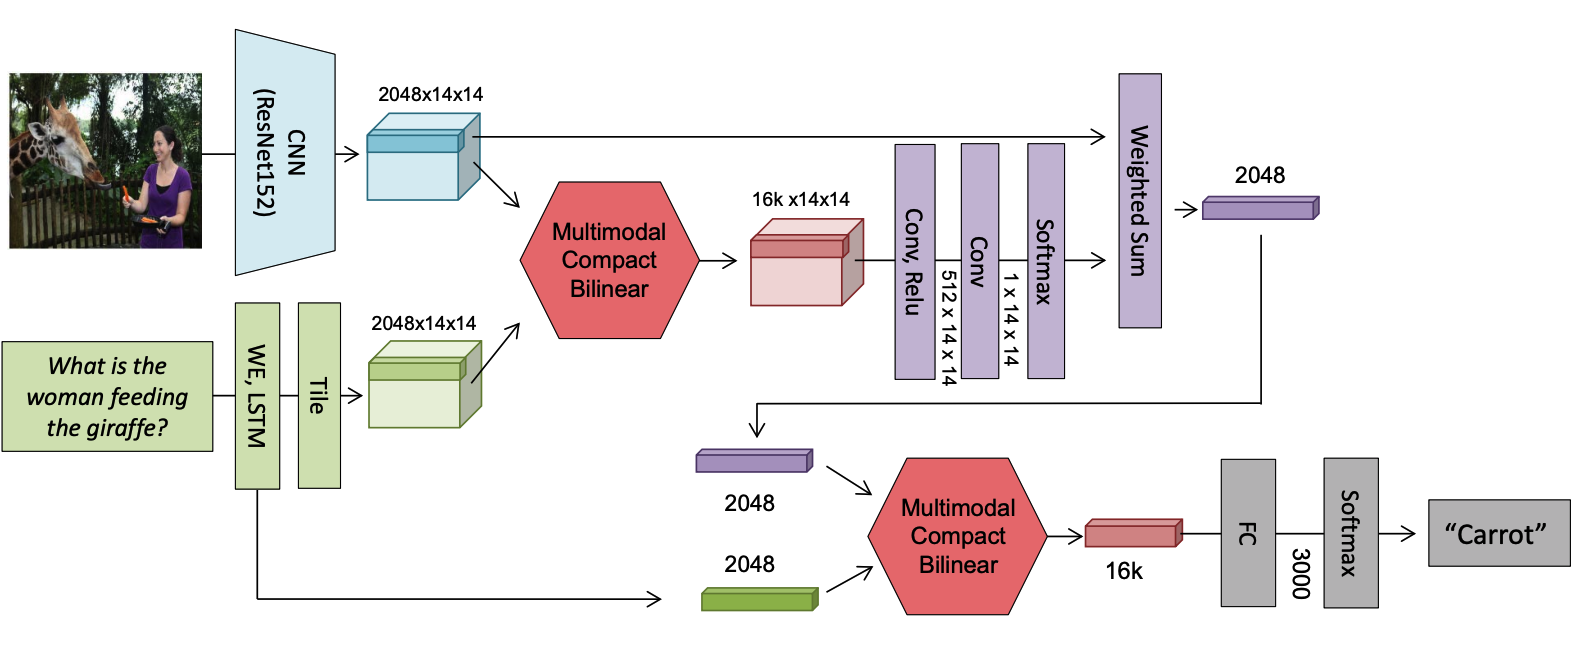 CNN
(ResNet152)
2048x14x14
Multimodal
Compact
Bilinear
16k x14x14
Conv, Relu
512 x 14 x 14
Conv
1 x 14 x 14
Softmax
Weighted Sum
2048
What is the
woman feeding
the giraffe?
WE, LSTM
Tile
2048x14x14
2048
2048
Multimodal
Compact
Bilinear
16k
FC
3000
Softmax
“Carrot”